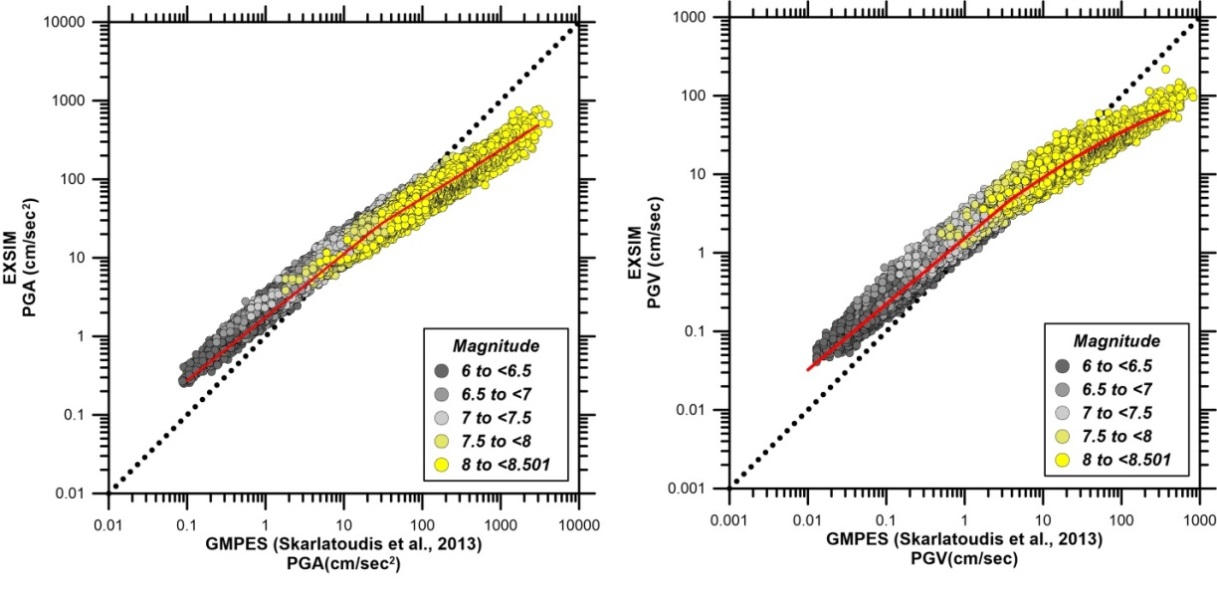 10000
1000
100
10
1
0.1
0.01
EXSIM
PGA (cm/sec²)
Magnitude
6 to <6.5
6.5 to <7
7 to <7.5
7.5 to <8
8 to <8.501
0.01 0.1 1 10 100 1000 10000
GMPES (Skarlatoudis et al., 2013)
PGA(cm/sec²)
1000
100
10
1
0.1
0.01
0.001
EXSIM
PGV (cm/sec)
Magnitude
6 to <6.5
6.5 to <7
7 to <7.5
7.5 to <8
8 to <8.501
0.001 0.01 0.1 1 10 100 1000
GMPES (Skarlatoudis et al., 2013)
PGV(cm/sec)